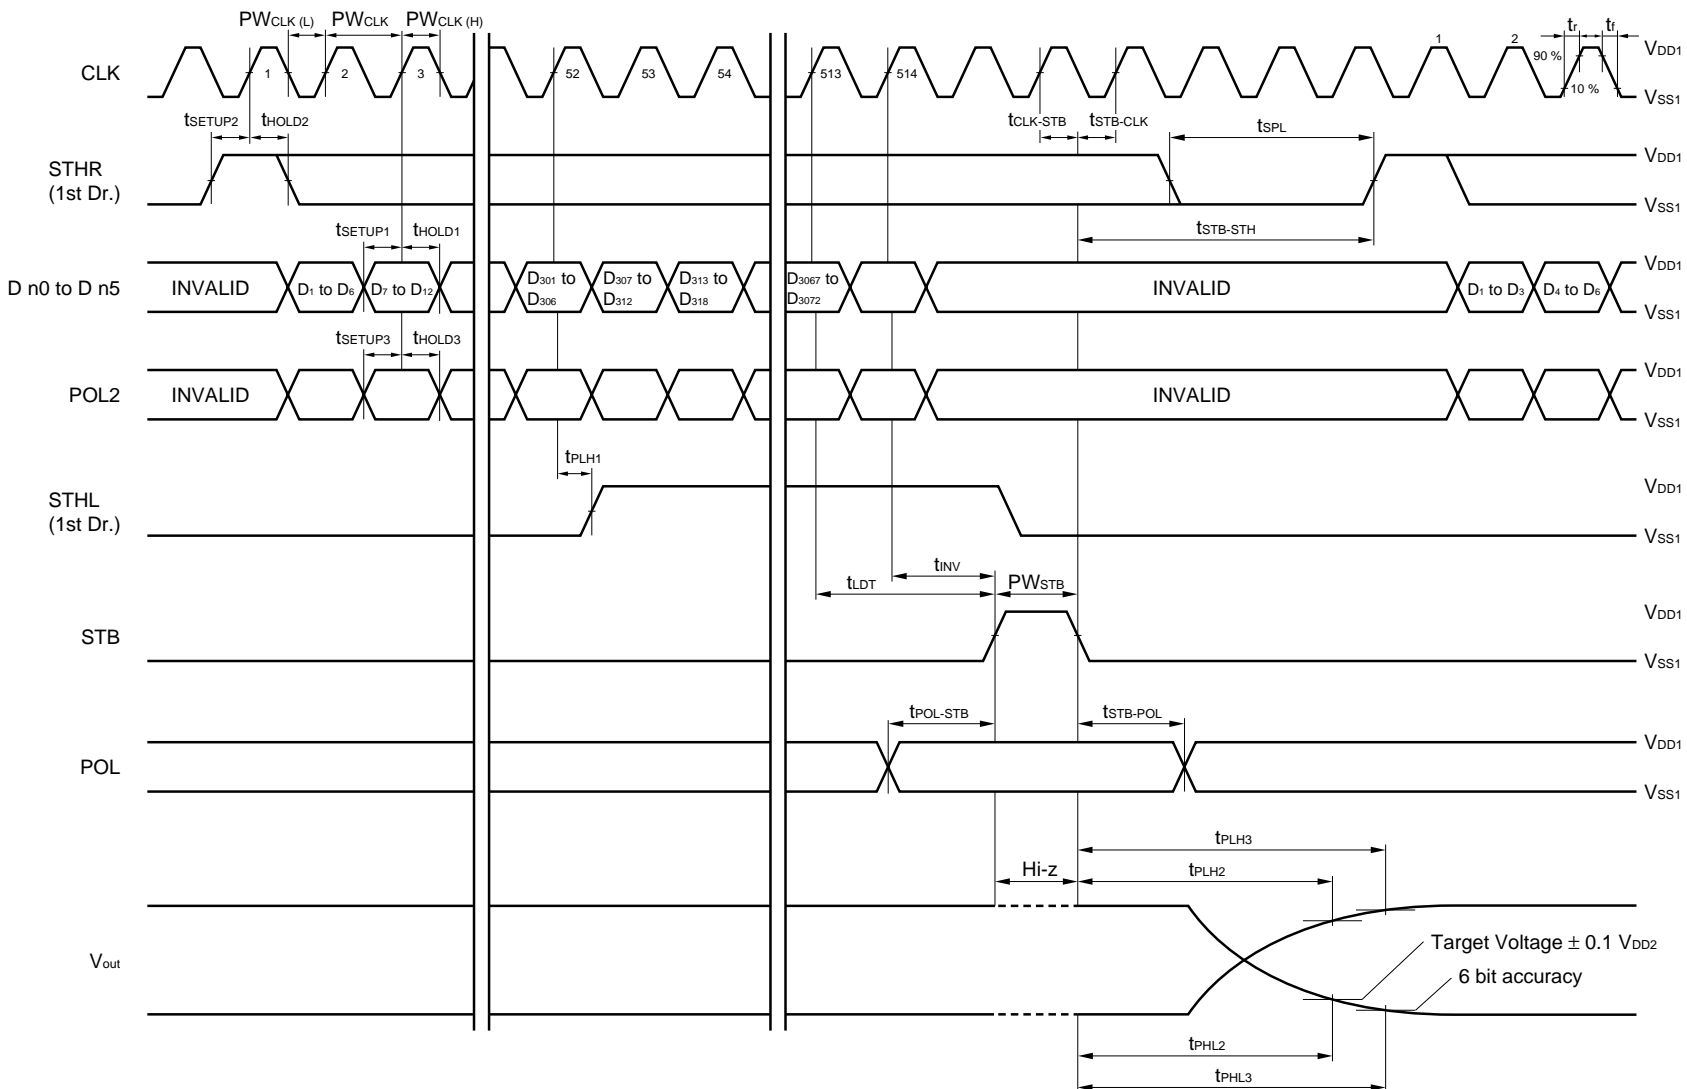 PWCLK (L) PWCLK PWCLK (H)
1 2 tr tf
CLK 1 2 3 52 53 54 513 514 90 % VDD1
10 % VSS1
tSETUP2 tHOLD2 tCLK-STB tSTB-CLK tSPL
STHR VDD1
(1st Dr.) VSS1
tSETUP1 tHOLD1 tSTB-STH
VDD1
D n0 to D n5 INVALID D1 to D6 D7 to D12 D301 to D306 D307 to D312 D313 to D318 D3067 to D3072 INVALID D1 to D3 D4 to D6
VSS1
tSETUP3 tHOLD3
VDD1
POL2 INVALID INVALID
VSS1
tPLH1
STHL VDD1
(1st Dr.) VSS1
tINV
tLDT PWSTB
VDD1
STB
VSS1
tPOL-STB tSTB-POL
VDD1
POL
VSS1
tPLH3
Hi-z tPLH2
Target Voltage ± 0.1 VDD2
Vout
6 bit accuracy
tPHL2
tPHL3